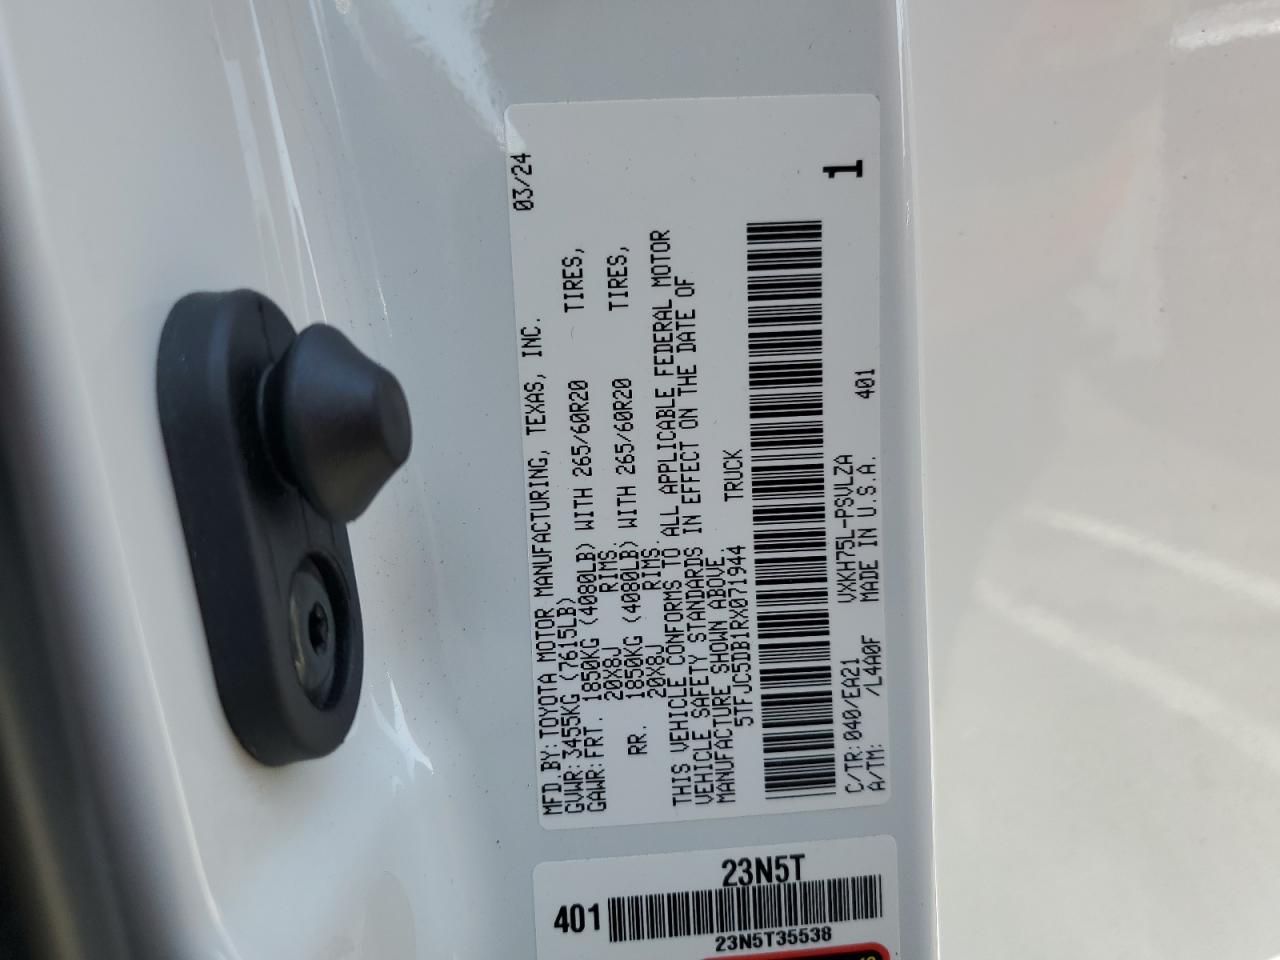 MFD.BY: TOYOTA MOTOR MANUFACTURING, TEXAS, INC. 03/24
GVWR: 3455KG (7615LB)
GAWR: FRT. 1850KG (4080LB) WITH 265/60R20 TIRES,
20X8J RIMS.
RR. 1850KG (4080LB) WITH 265/60R20 TIRES,
20X8J RIMS.
THIS VEHICLE CONFORMS TO ALL APPLICABLE FEDERAL MOTOR
VEHICLE SAFETY STANDARDS IN EFFECT ON THE DATE OF
MANUFACTURE SHOWN ABOVE.
5TFJC5DB1RX071944 TRUCK
1
C/TR: 040/EA21 VXKH75L-PSVLZA
A/TM: /L4A0F MADE IN U.S.A. 401
23N5T
401
23N5T35538